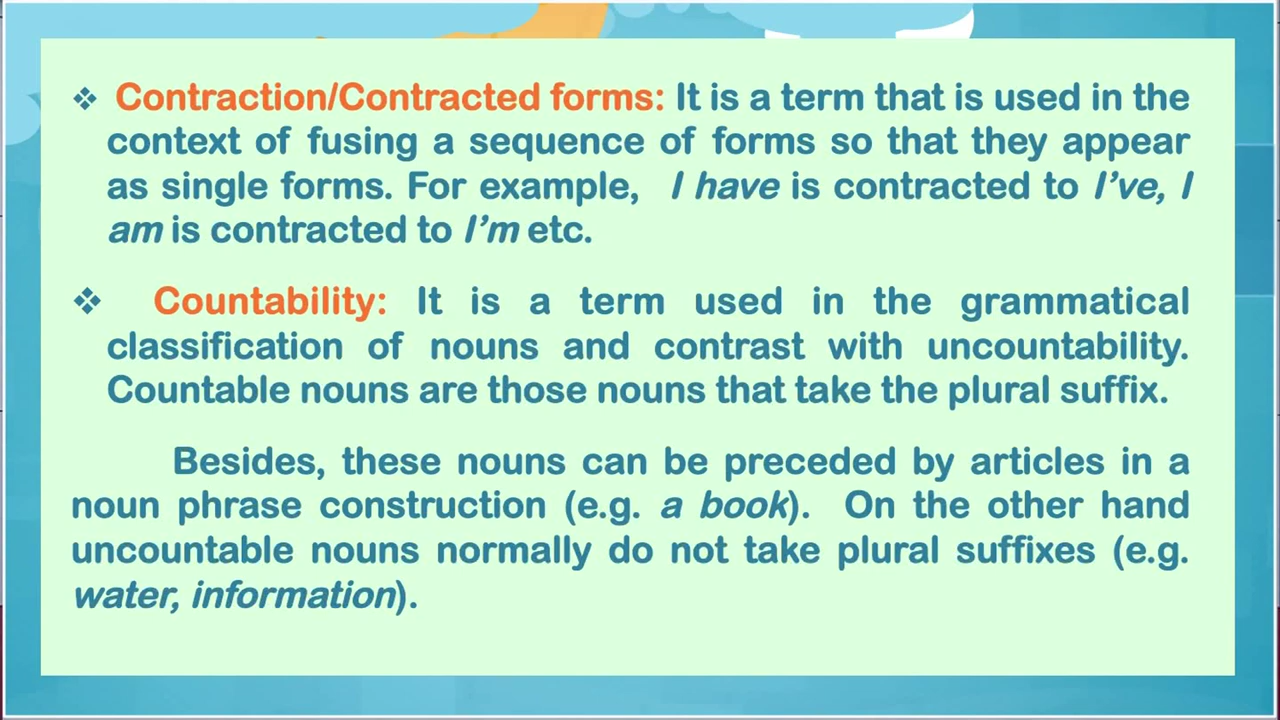 ❖ Contraction/Contracted forms: It is a term that is used in the
context of fusing a sequence of forms so that they appear
as single forms. For example, I have is contracted to I’ve, I
am is contracted to I’m etc.
❖ Countability: It is a term used in the grammatical
classification of nouns and contrast with uncountability.
Countable nouns are those nouns that take the plural suffix.
Besides, these nouns can be preceded by articles in a
noun phrase construction (e.g. a book). On the other hand
uncountable nouns normally do not take plural suffixes (e.g.
water, information).